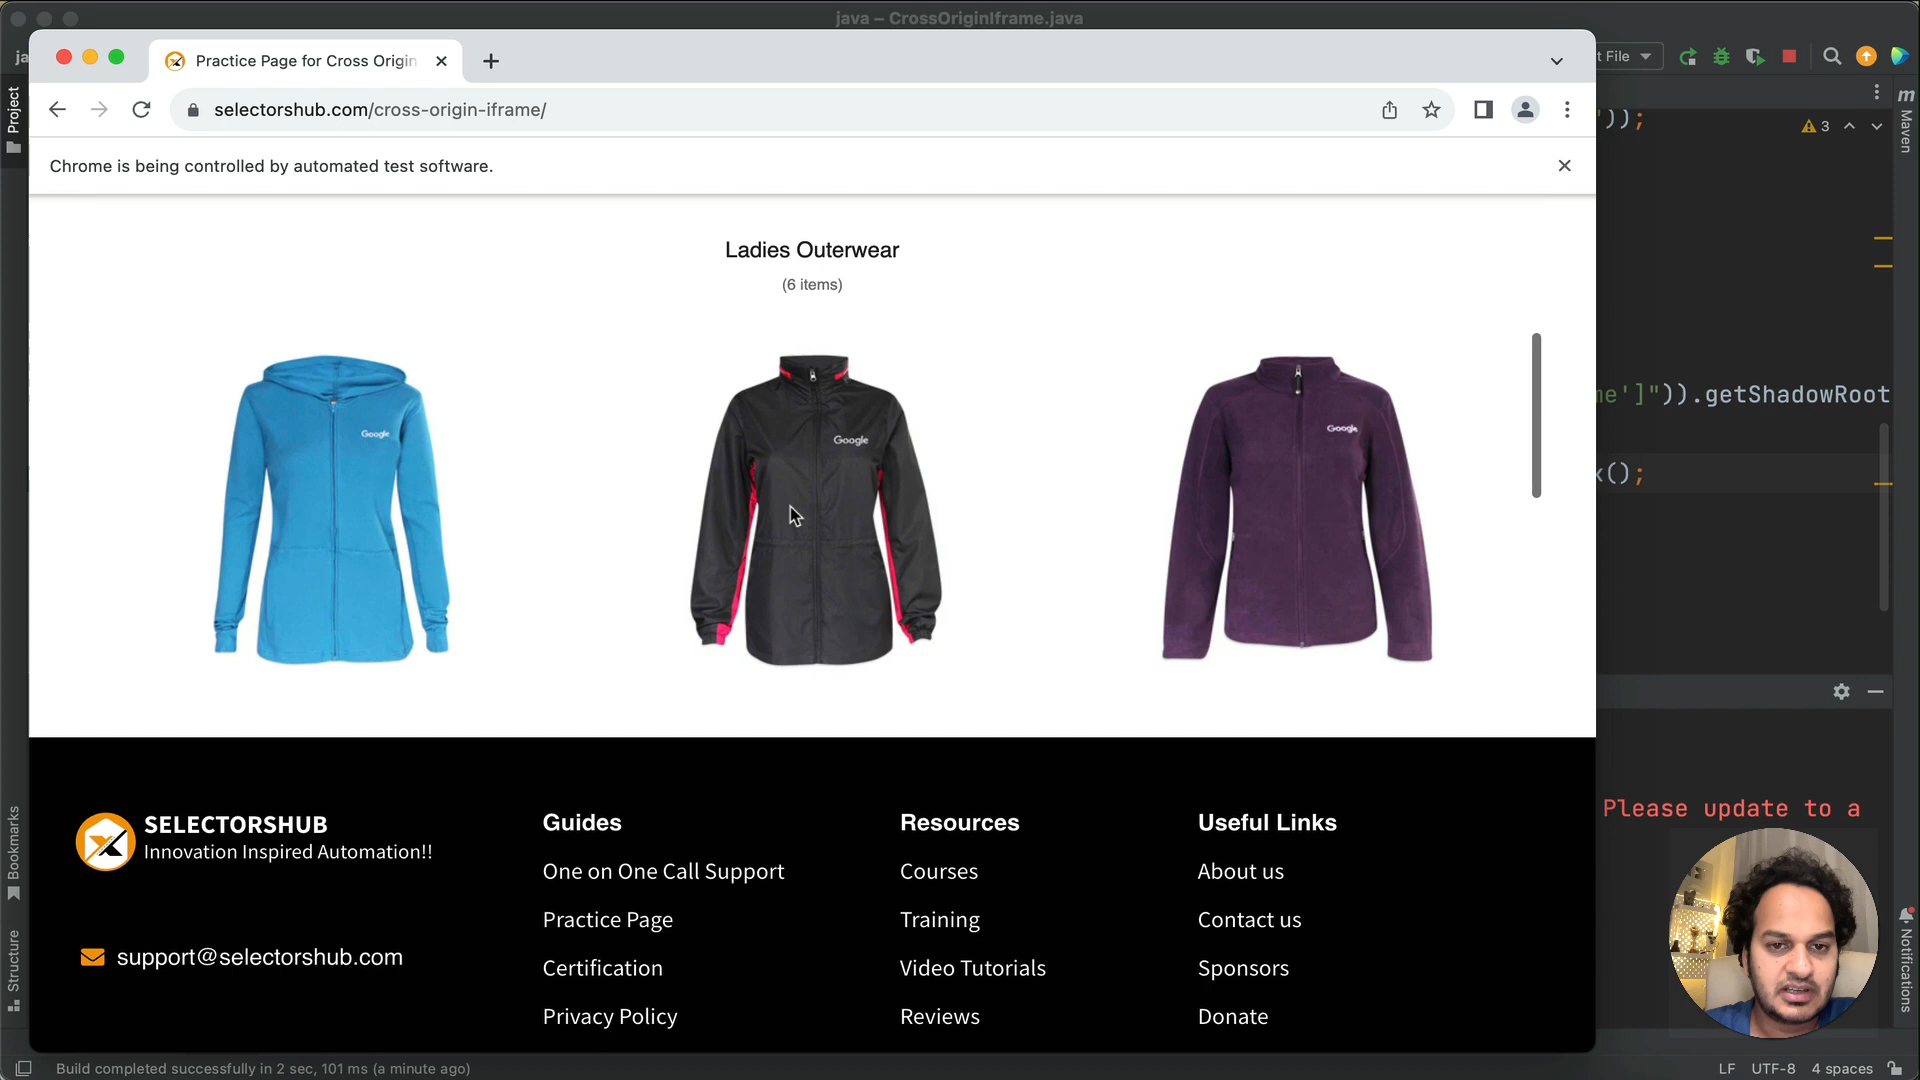 java – CrossOriginIframe.java
ja
t File
Practice Page for Cross Origin
selectorshub.com/cross-origin-iframe/
Chrome is being controlled by automated test software.
Project
Maven
"));
3
Ladies Outerwear
(6 items)
Google
Google
Google
me']")).getShadowRoot
k();
Please update to a
SELECTORSHUB
Innovation Inspired Automation!!
support@selectorshub.com
Guides
One on One Call Support
Practice Page
Certification
Privacy Policy
Resources
Courses
Training
Video Tutorials
Reviews
Useful Links
About us
Contact us
Sponsors
Donate
Bookmarks
Structure
Notifications
Build completed successfully in 2 sec, 101 ms (a minute ago)
LF UTF-8 4 spaces